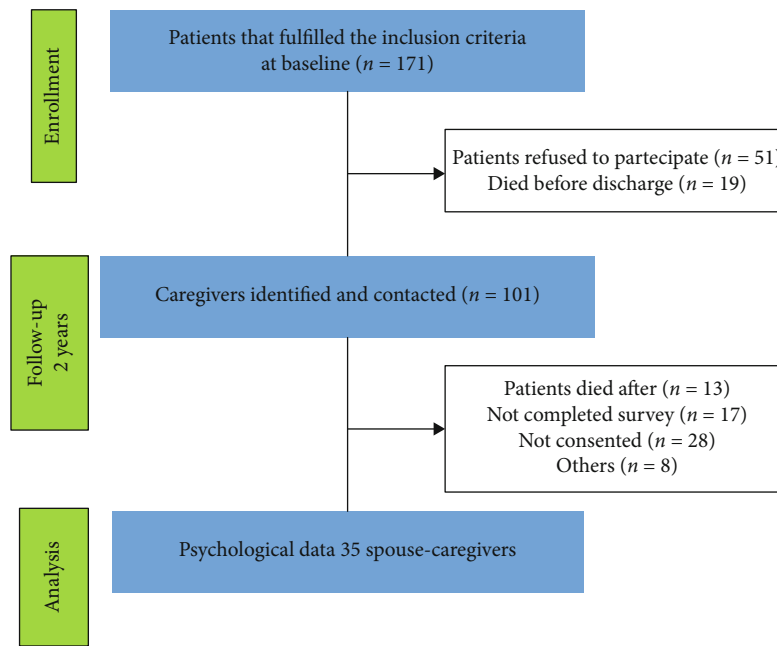 Enrollment
Patients that fulfilled the inclusion criteria
at baseline (n = 171)
Patients refused to partecipate (n = 51)
Died before discharge (n = 19)
Follow-up
2 years
Caregivers identified and contacted (n = 101)
Patients died after (n = 13)
Not completed survey (n = 17)
Not consented (n = 28)
Others (n = 8)
Analysis
Psychological data 35 spouse-caregivers